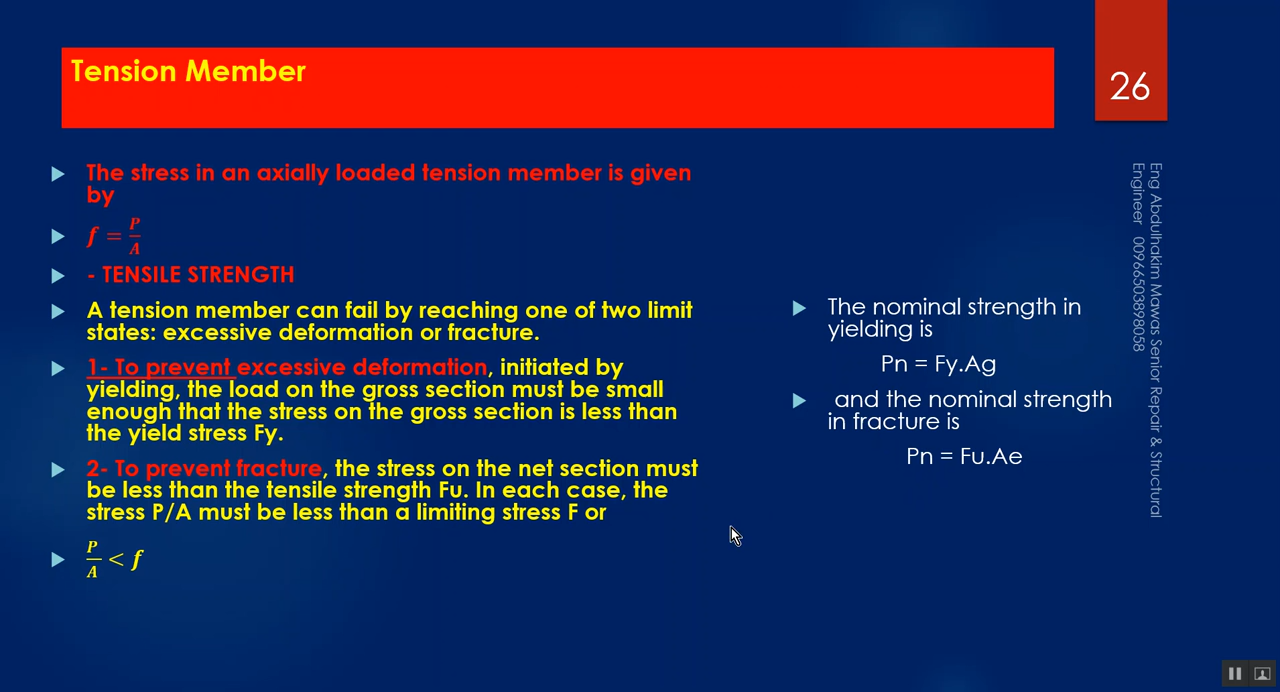 Tension Member
26
The stress in an axially loaded tension member is given
by
f = P/A
- TENSILE STRENGTH
A tension member can fail by reaching one of two limit
states: excessive deformation or fracture.
1- To prevent excessive deformation, initiated by
yielding, the load on the gross section must be small
enough that the stress on the gross section is less than
the yield stress Fy.
2- To prevent fracture, the stress on the net section must
be less than the tensile strength Fu. In each case, the
stress P/A must be less than a limiting stress F or
P/A < f
The nominal strength in
yielding is
Pn = Fy.Ag
and the nominal strength
in fracture is
Pn = Fu.Ae
Eng Abdulhakim Mawas Senior Repair & Structural
Engineer 00966503898058